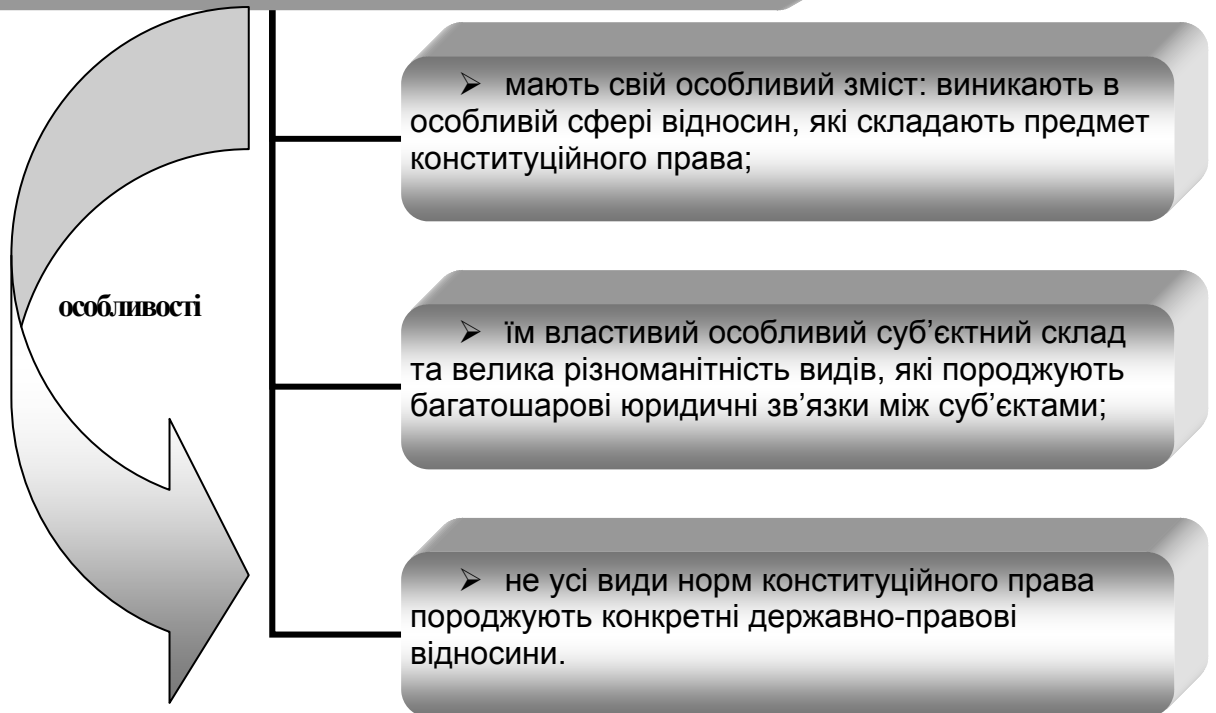 ➢ мають свій особливий зміст: виникають в
особливій сфері відносин, які складають предмет
конституційного права;
особливості
➢ їм властивий особливий суб’єктний склад
та велика різноманітність видів, які породжують
багатошарові юридичні зв’язки між суб’єктами;
➢ не усі види норм конституційного права
породжують конкретні державно-правові
відносини.